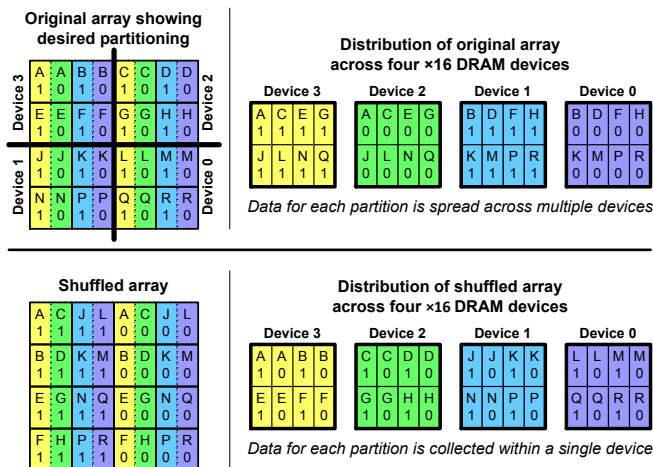 Original array showing
desired partitioning
Device 3
Device 2
A A B B C C D D
1 0 1 0 1 0 1 0
E E F F G G H H
1 0 1 0 1 0 1 0
Device 1
Device 0
J J K K L L M M
1 0 1 0 1 0 1 0
N N P P Q Q R R
1 0 1 0 1 0 1 0
Distribution of original array
across four ×16 DRAM devices
Device 3 Device 2 Device 1 Device 0
A C E G A C E G B D F H B D F H
1 1 1 1 0 0 0 0 1 1 1 1 0 0 0 0
J L N Q J L N Q K M P R K M P R
1 1 1 1 0 0 0 0 1 1 1 1 0 0 0 0
Data for each partition is spread across multiple devices
Shuffled array
A C J L A C J L
1 1 1 1 0 0 0 0
B D K M B D K M
1 1 1 1 0 0 0 0
E G N Q E G N Q
1 1 1 1 0 0 0 0
F H P R F H P R
1 1 1 1 0 0 0 0
Distribution of shuffled array
across four ×16 DRAM devices
Device 3 Device 2 Device 1 Device 0
A A B B C C D D J J K K L L M M
1 0 1 0 1 0 1 0 1 0 1 0 1 0 1 0
E E F F G G H H N N P P Q Q R R
1 0 1 0 1 0 1 0 1 0 1 0 1 0 1 0
Data for each partition is collected within a single device